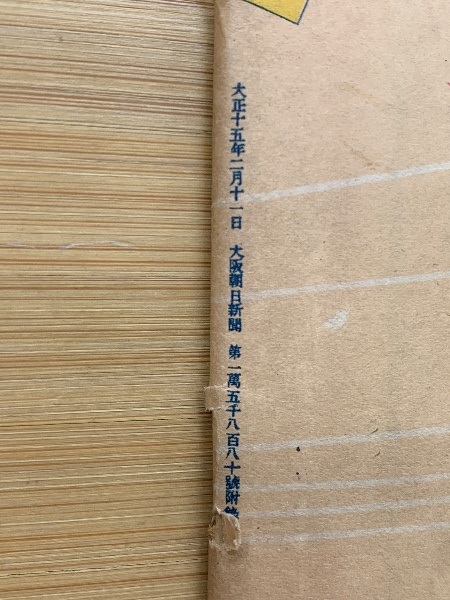 大正十五年二月十一日 大阪朝日新聞 第一萬五千八百八十號附錄